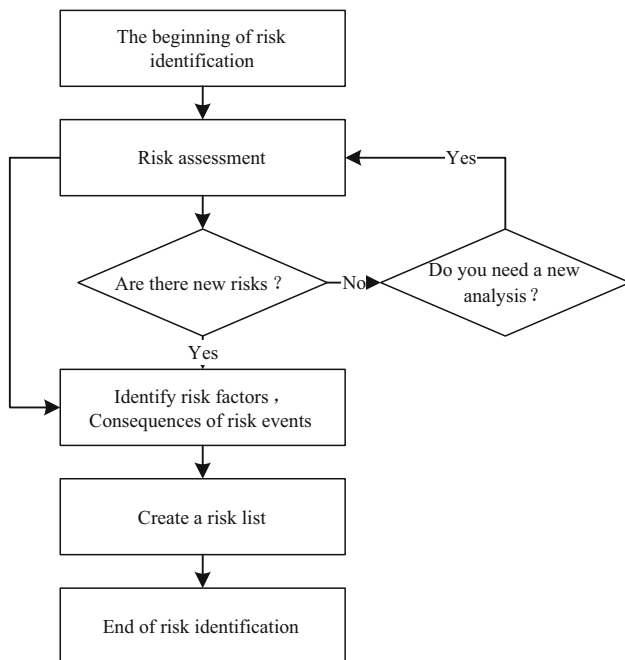 The beginning of risk
identification
Risk assessment
Yes
Are there new risks？
No
Do you need a new
analysis？
Yes
Identify risk factors，
Consequences of risk events
Create a risk list
End of risk identification